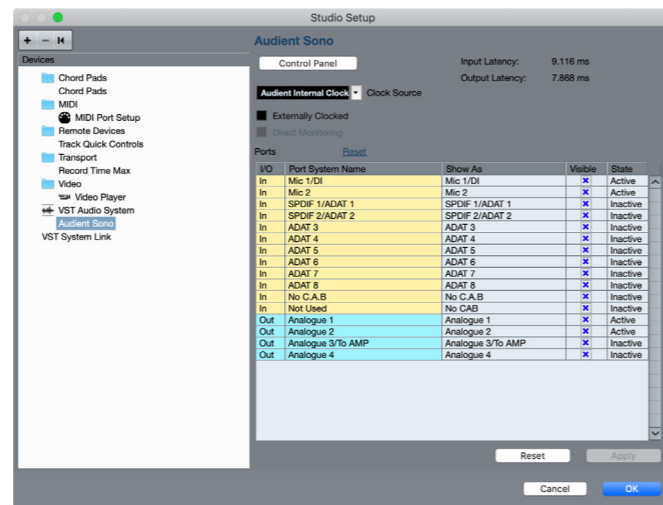 Studio Setup
+ −
Devices
Chord Pads
Chord Pads
MIDI
MIDI Port Setup
Remote Devices
Track Quick Controls
Transport
Record Time Max
Video
Video Player
VST Audio System
Audient Sono
VST System Link
Audient Sono
Control Panel
Input Latency: 9.116 ms
Output Latency: 7.868 ms
Audient Internal Clock Clock Source
Externally Clocked
Direct Monitoring
Ports Reset
I/O Port System Name Show As Visible State
In Mic 1/DI Mic 1/DI Active
In Mic 2 Mic 2 Active
In SPDIF 1/ADAT 1 SPDIF 1/ADAT 1 Inactive
In SPDIF 2/ADAT 2 SPDIF 2/ADAT 2 Inactive
In ADAT 3 ADAT 3 Inactive
In ADAT 4 ADAT 4 Inactive
In ADAT 5 ADAT 5 Inactive
In ADAT 6 ADAT 6 Inactive
In ADAT 7 ADAT 7 Inactive
In ADAT 8 ADAT 8 Inactive
In No C.A.B No C.A.B Inactive
In Not Used No CAB Inactive
Out Analogue 1 Analogue 1 Active
Out Analogue 2 Analogue 2 Active
Out Analogue 3/To AMP Analogue 3/To AMP Inactive
Out Analogue 4 Analogue 4 Inactive
Reset Apply
Cancel OK